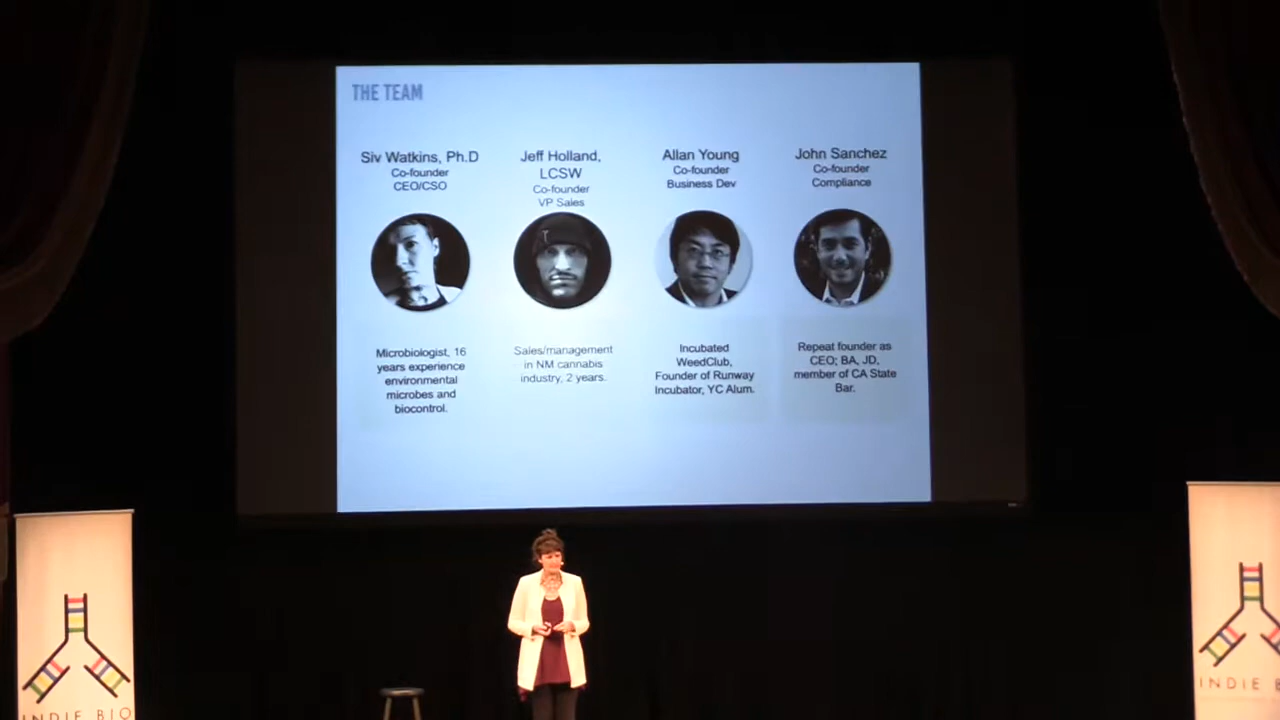 THE TEAM
Siv Watkins, Ph.D
Co-founder
CEO/CSO
Microbiologist, 16
years experience
environmental
microbes and
biocontrol.
Jeff Holland,
LCSW
Co-founder
VP Sales
Sales/management
in NM cannabis
industry, 2 years.
Allan Young
Co-founder
Business Dev
Incubated
WeedClub,
Founder of Runway
Incubator, YC Alum.
John Sanchez
Co-founder
Compliance
Repeat founder as
CEO; BA, JD,
member of CA State
Bar.
INDIE BIO
INDIE B